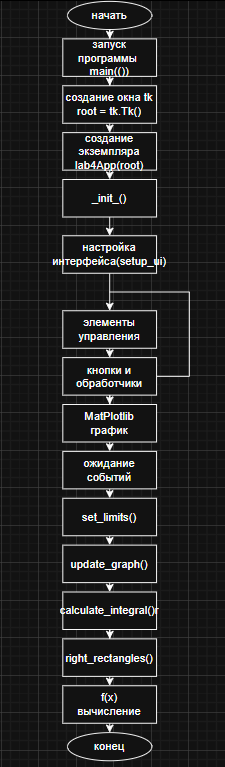 начать
запуск
программы
main(())
создание окна tk
root = tk.Tk()
создание
экземпляра
lab4App(root)
_init_()
настройка
интерфейса(setup_ui)
элементы
управления
кнопки и
обработчики
MatPlotlib
график
ожидание
событий
set_limits()
update_graph()
calculate_integral()r
right_rectangles()
f(x)
вычисление
конец